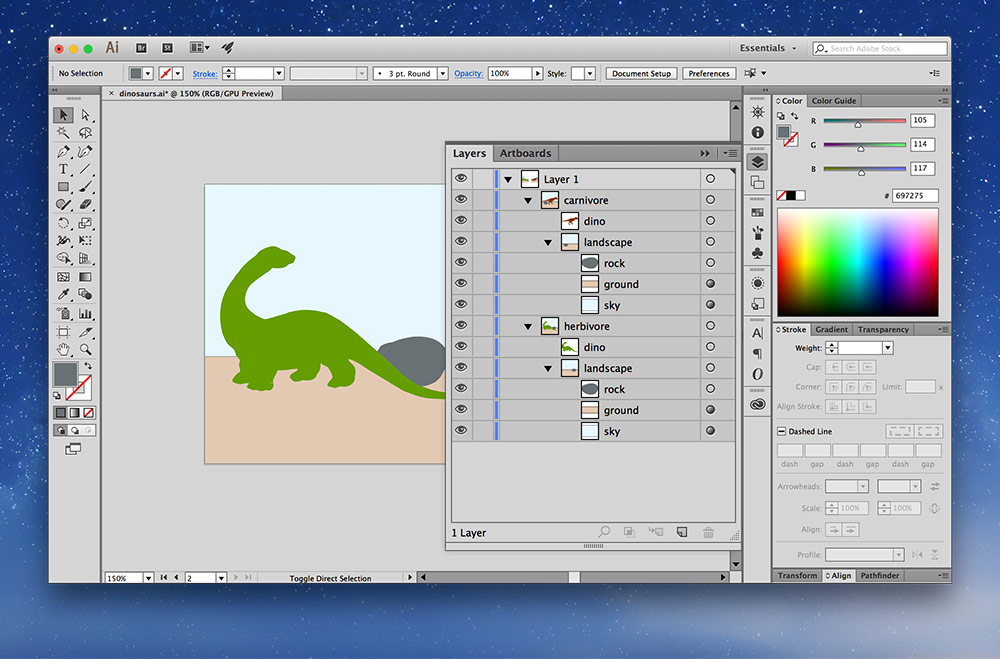 Ai Br St Essentials Search Adobe Stock
No Selection Stroke: 3 pt. Round Opacity: 100% Style: Document Setup Preferences
× dinosaurs.ai* @ 150% (RGB/GPU Preview)
T
Layers Artboards
Layer 1
carnivore
dino
landscape
rock
ground
sky
herbivore
dino
landscape
rock
ground
sky
1 Layer
150% 2 Toggle Direct Selection
A
¶
O
Color Color Guide
R 105
G 114
B 117
# 697275
Stroke Gradient Transparency
Weight:
Cap:
Corner: Limit: x
Align Stroke:
Dashed Line
dash gap dash gap dash gap
Arrowheads:
Scale: 100% 100%
Align:
Profile:
Transform Align Pathfinder